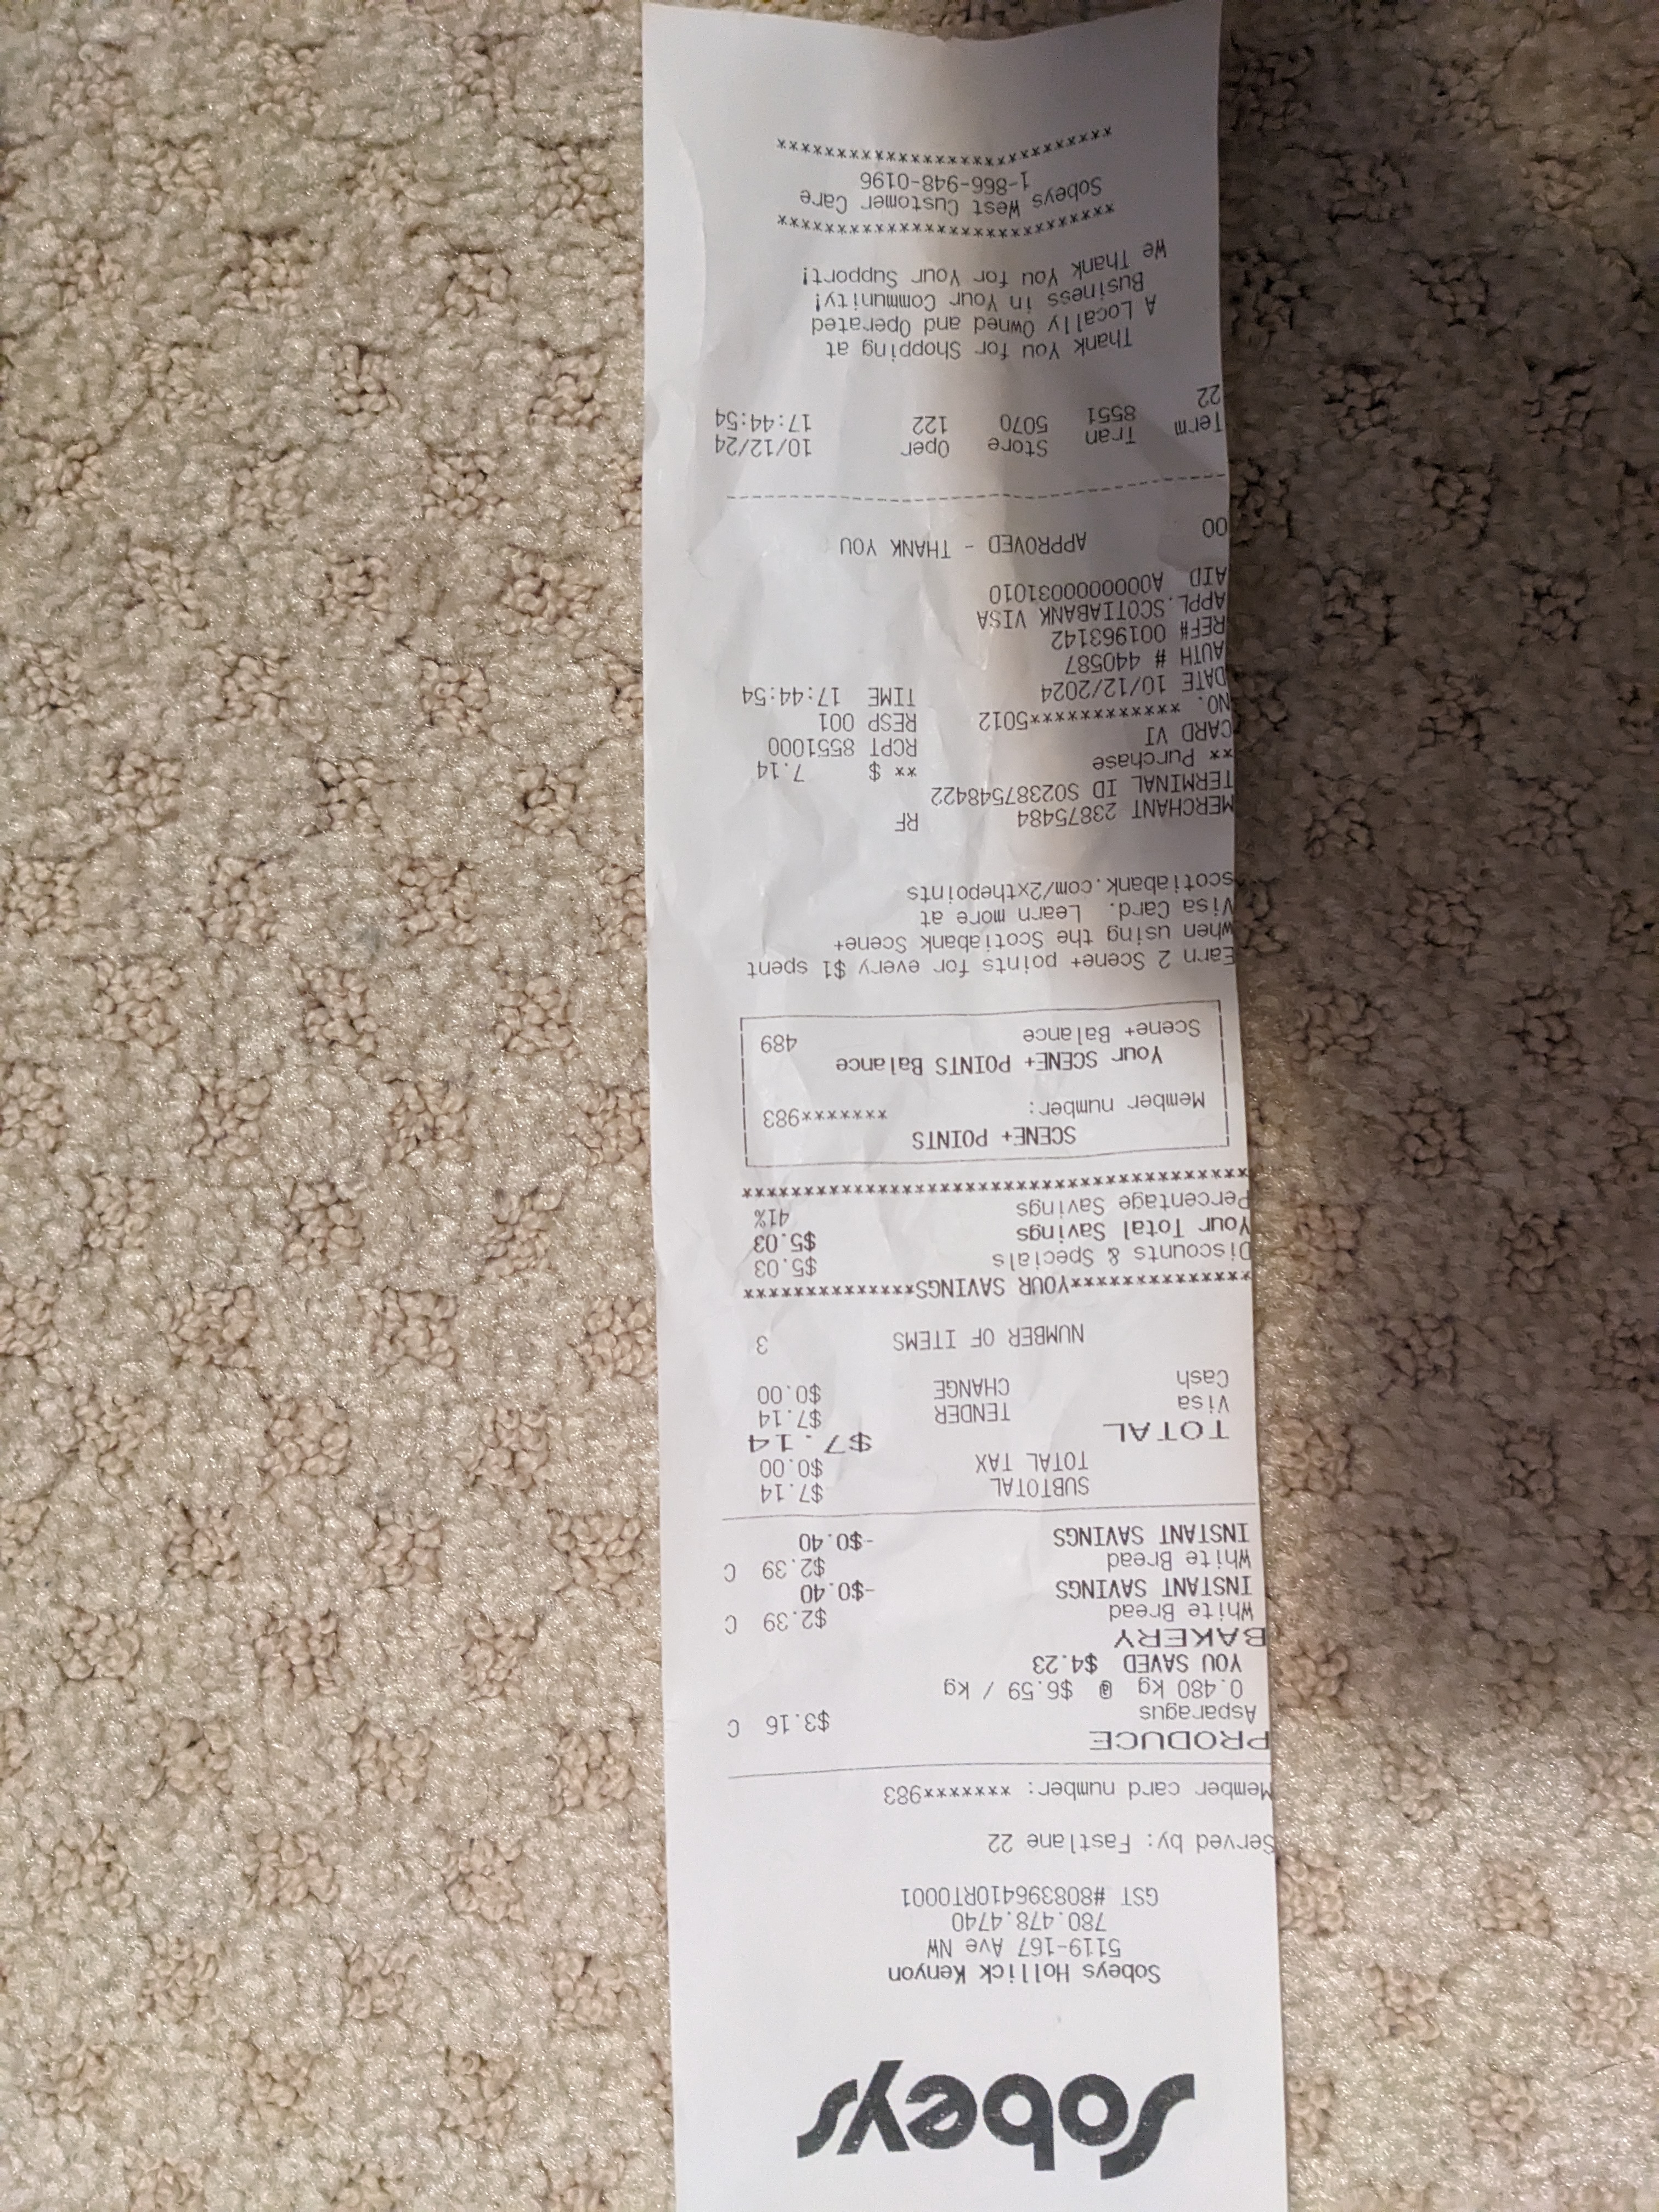 Sobeys
Sobeys Hollick Kenyon
5119-167 Ave NW
780.478.4740
GST #808396410RT0001
Served by: Fastlane 22
Member card number: ********983
PRODUCE
Asparagus $3.16 C
0.480 kg @ $6.59 / kg
YOU SAVED $4.23
BAKERY
White Bread $2.39 C
INSTANT SAVINGS -$0.40
White Bread $2.39 C
INSTANT SAVINGS -$0.40
SUBTOTAL $7.14
TOTAL TAX $0.00
TOTAL $7.14
Visa TENDER $7.14
Cash CHANGE $0.00
NUMBER OF ITEMS 3
****************YOUR SAVINGS****************
Discounts & Specials $5.03
Your Total Savings $5.03
Percentage Savings 41%
********************************************
SCENE+ POINTS
Member number: ********983
Your SCENE+ POINTS Balance
Scene+ Balance 489
Earn 2 Scene+ points for every $1 spent
when using the Scotiabank Scene+
Visa Card. Learn more at
scotiabank.com/2xthepoints
MERCHANT 23875484 RF
TERMINAL ID S02387548422
** Purchase ** $ 7.14
CARD VI RCPT 8551000
NO. ************5012 RESP 001
DATE 10/12/2024 TIME 17:44:54
AUTH # 440587
REF# 001963142
APPL.SCOTIABANK VISA
AID A0000000031010
00 APPROVED - THANK YOU
----------------------------------------
Term Tran Store Oper 10/12/24
22 8551 5070 122 17:44:54
Thank You for Shopping at
A Locally Owned and Operated
Business in Your Community!
We Thank You for Your Support!
*****************************
Sobeys West Customer Care
1-866-948-0196
*****************************